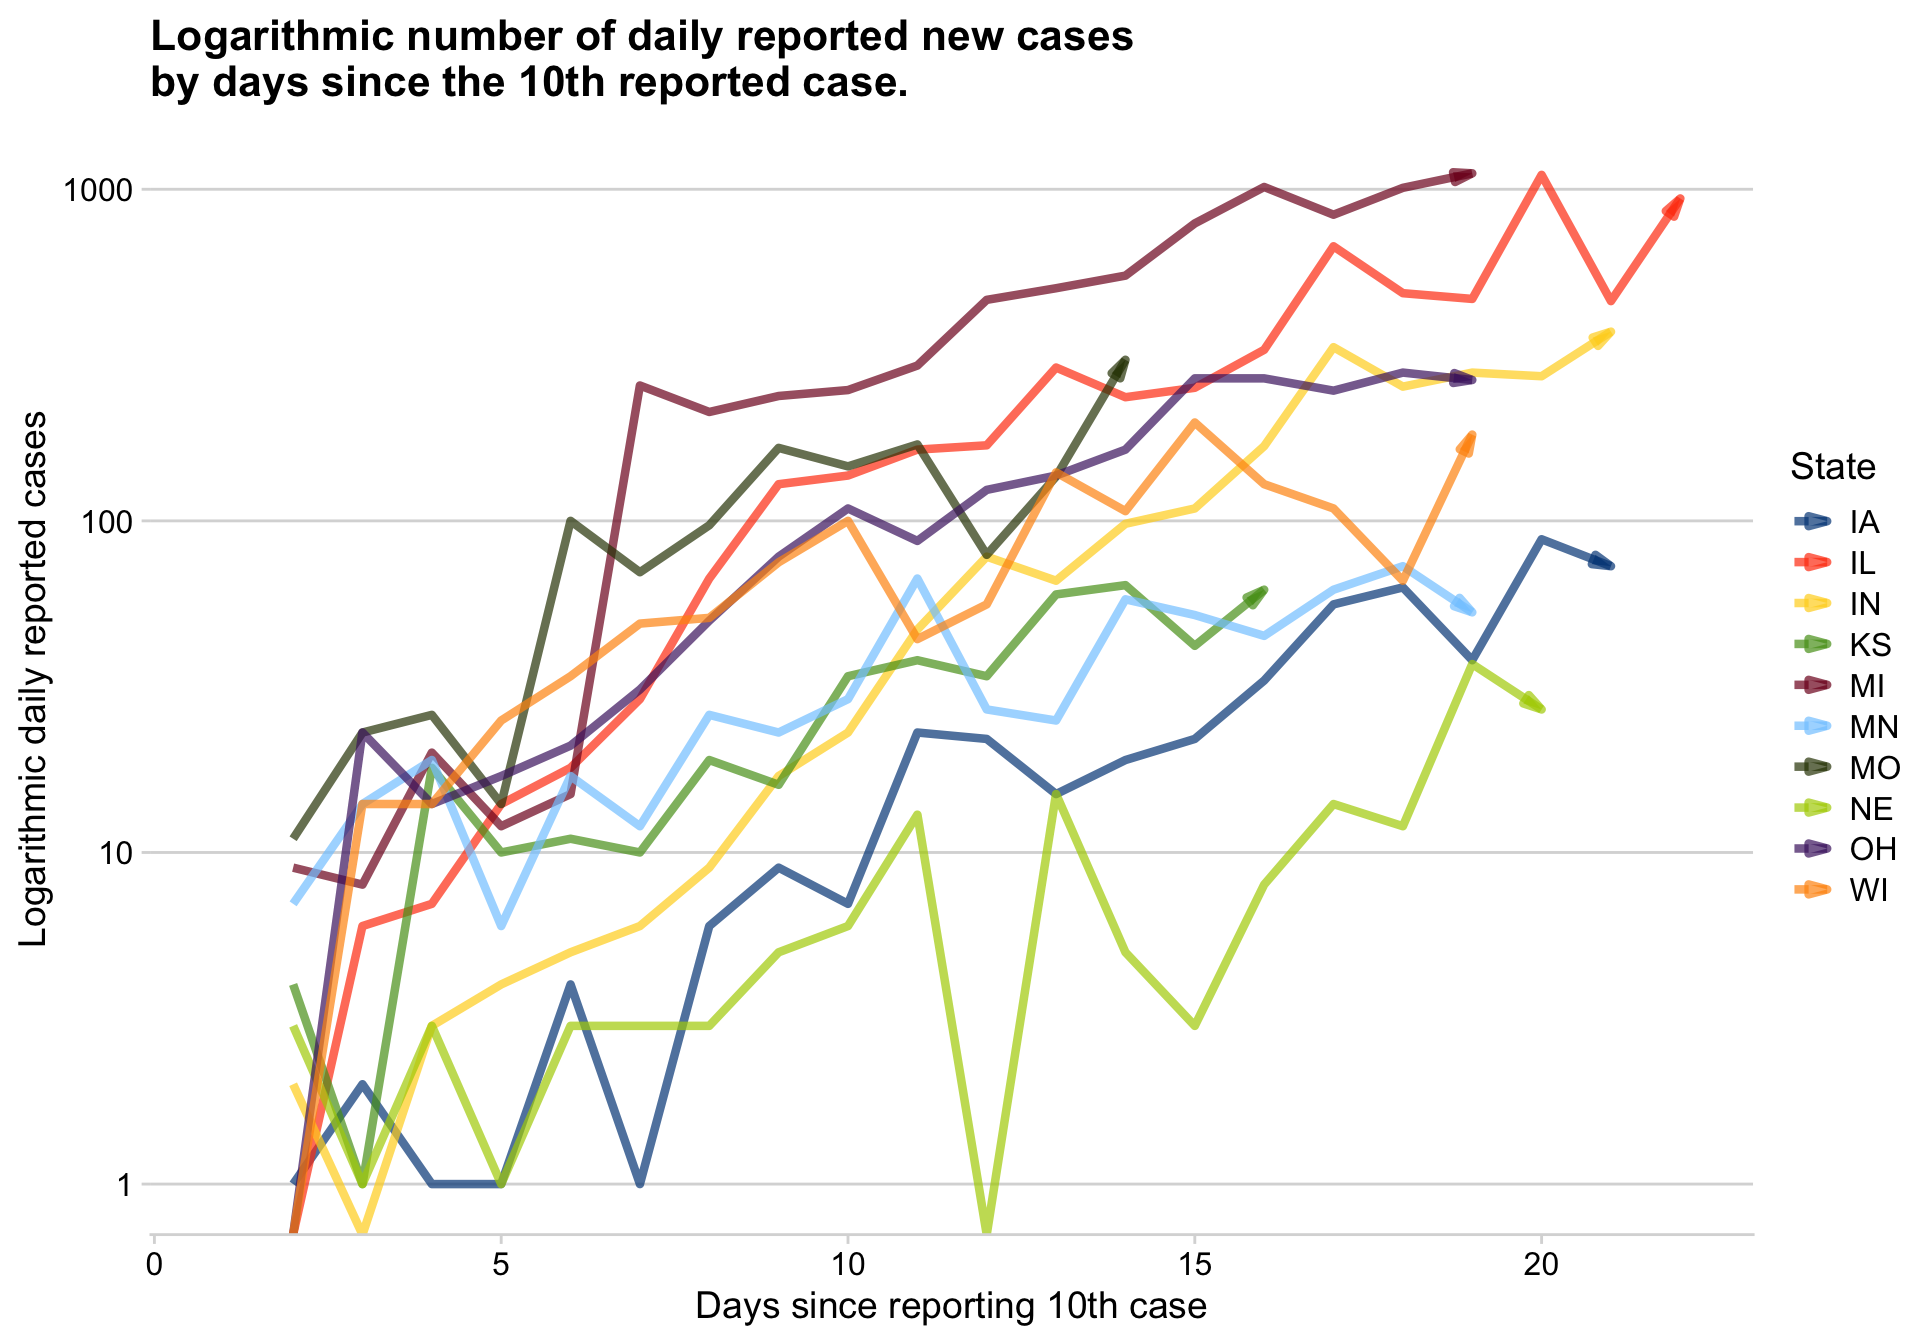 Logarithmic number of daily reported new cases
by days since the 10th reported case.
Logarithmic daily reported cases
1000
100
10
1
0 5 10 15 20
Days since reporting 10th case
State
IA
IL
IN
KS
MI
MN
MO
NE
OH
WI